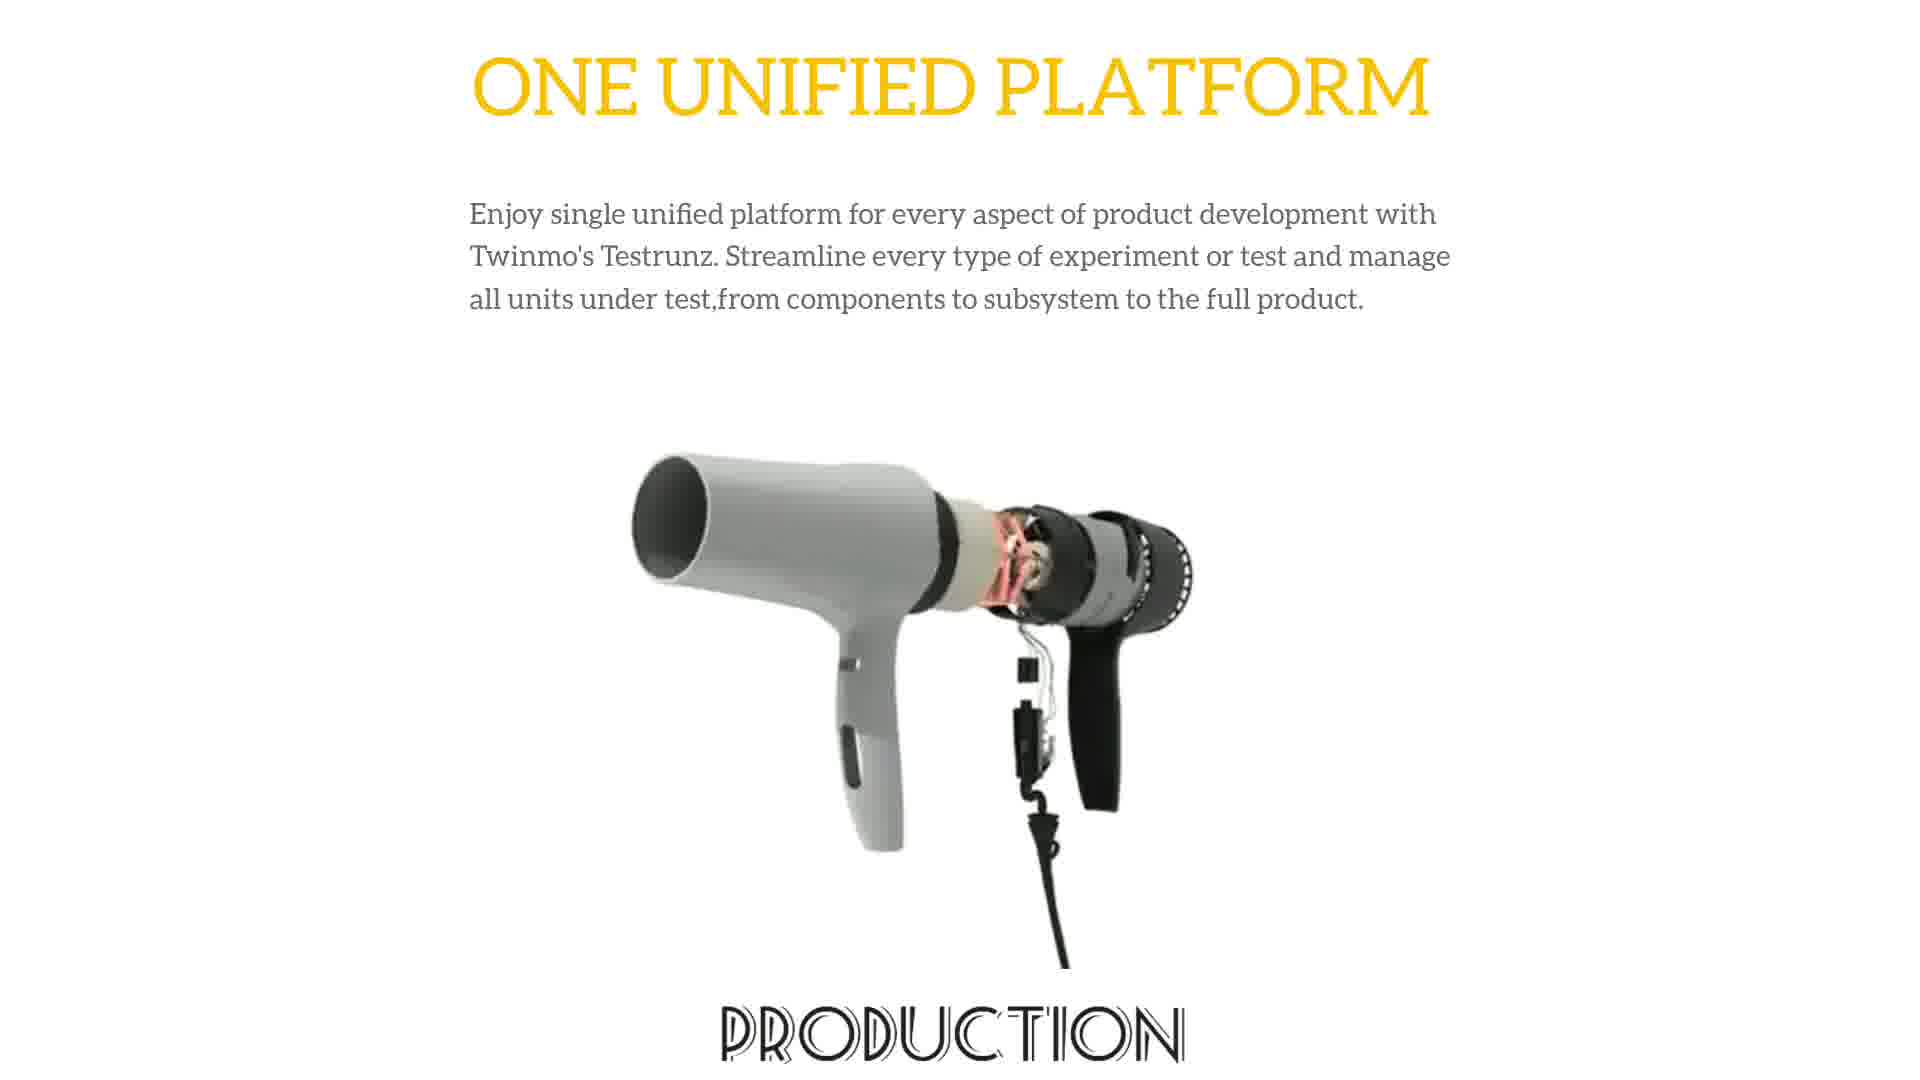 ONE UNIFIED PLATFORM
Enjoy single unified platform for every aspect of product development with
Twinmo's Testrunz. Streamline every type of experiment or test and manage
all units under test,from components to subsystem to the full product.
PRODUCTION